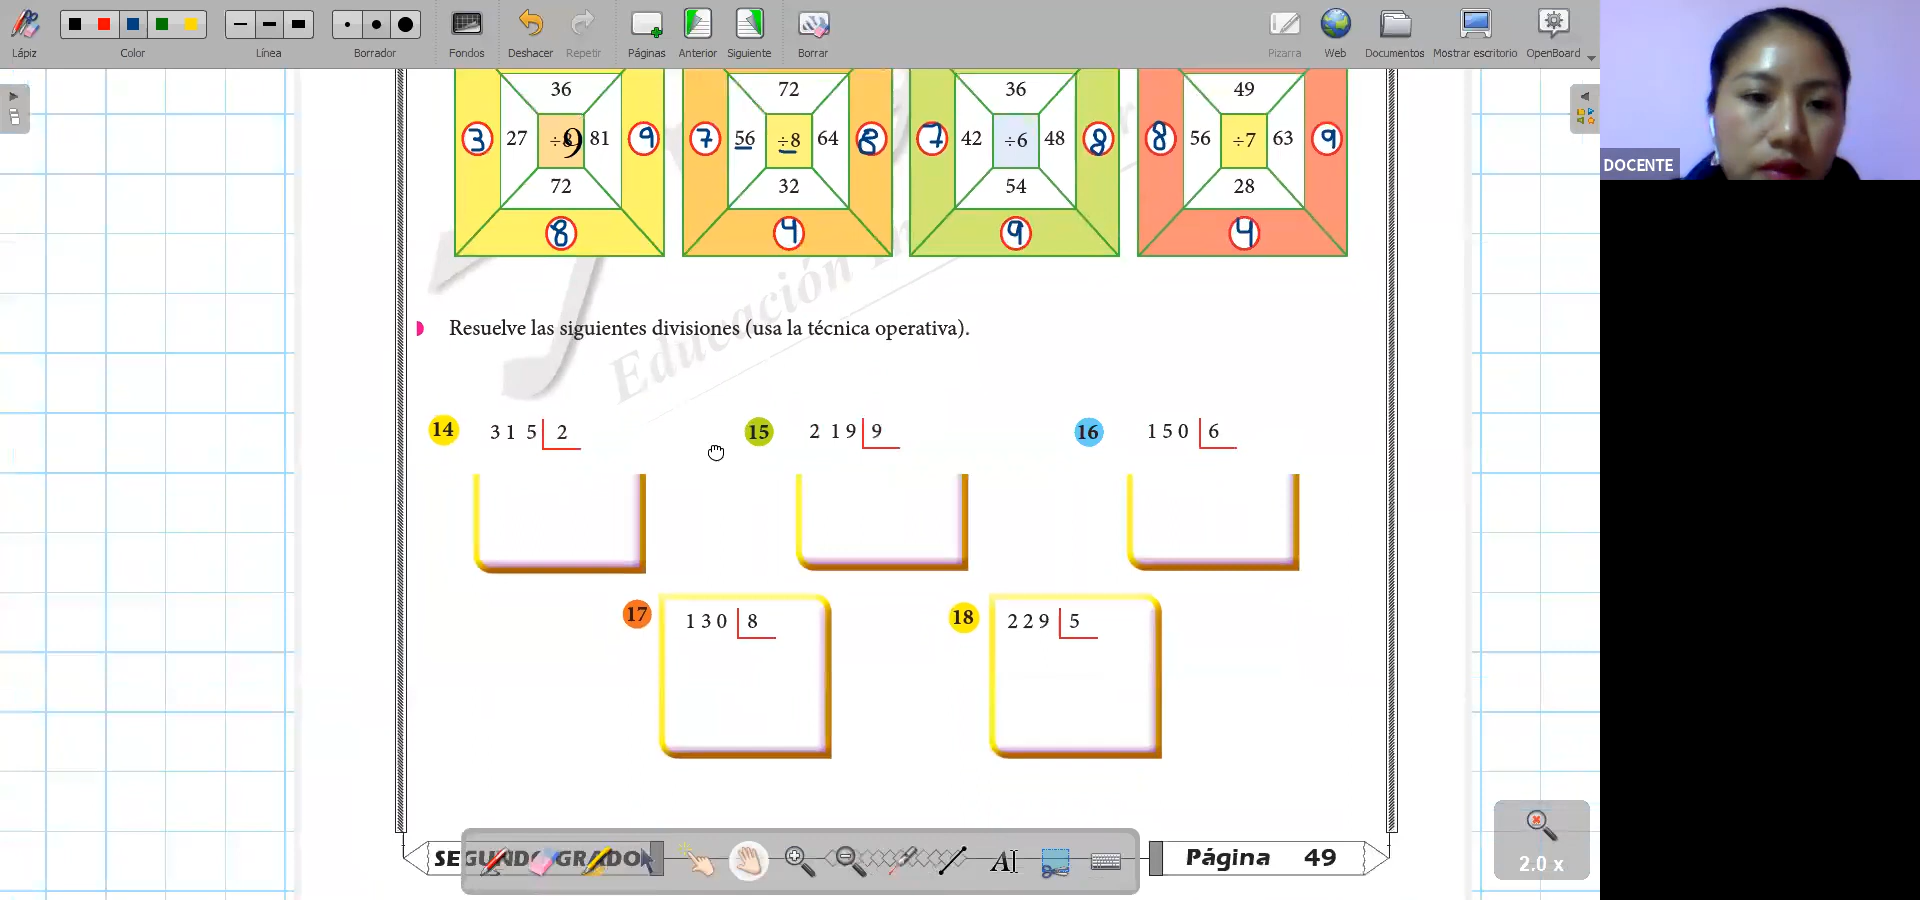 Lápiz Color Línea Borrador Fondos Deshacer Repetir Páginas Anterior Siguiente Borrar Pizarra Web Documentos Mostrar escritorio OpenBoard
DOCENTE
36 72 36 49
3 27 ÷8 9 81 9 7 56 ÷8 64 8 7 42 ÷6 48 8 8 56 ÷7 63 9
72 32 54 28
8 4 9 4
Educación
Resuelve las siguientes divisiones (usa la técnica operativa).
14 3 1 5 2 15 2 1 9 9 16 1 5 0 6
17 1 3 0 8 18 2 2 9 5
SEGUNDO GRADO Página 49
2.0 x